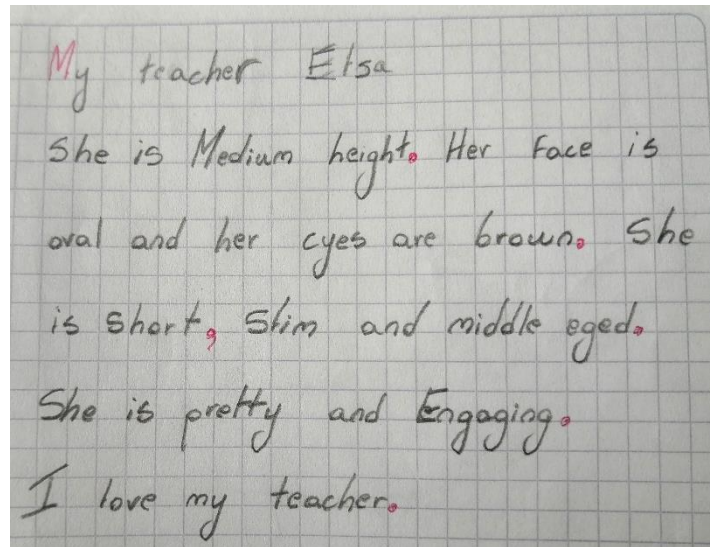 My teacher Elsa
She is Medium height. Her Face is
oval and her eyes are brown. She
is short, Slim and middle eged.
She is pretty and Engaging.
I love my teacher.